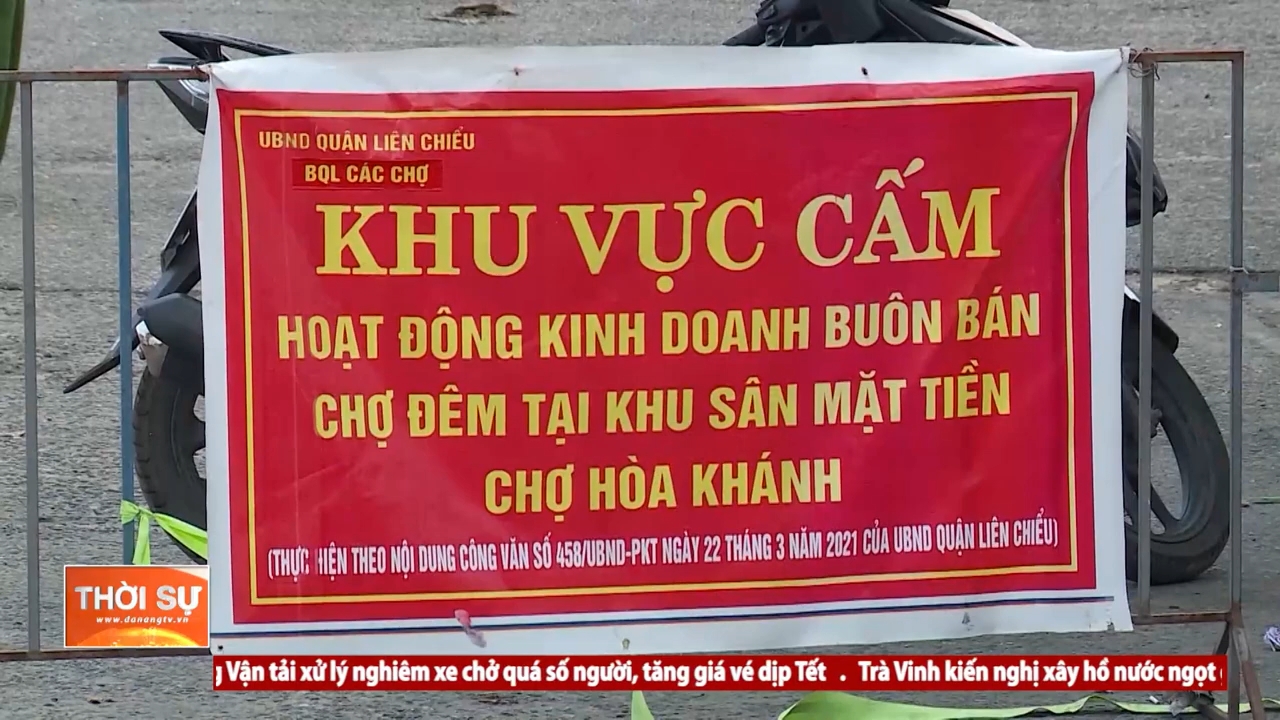 UBND QUẬN LIÊN CHIỂU
BQL CÁC CHỢ
KHU VỰC CẤM
HOẠT ĐỘNG KINH DOANH BUÔN BÁN
CHỢ ĐÊM TẠI KHU SÂN MẶT TIỀN
CHỢ HÒA KHÁNH
(THỰC HIỆN THEO NỘI DUNG CÔNG VĂN SỐ 458/UBND-PKT NGÀY 22 THÁNG 3 NĂM 2021 CỦA UBND QUẬN LIÊN CHIỂU)
THỜI SỰ
www.danangtv.vn
g Vận tải xử lý nghiêm xe chở quá số người, tăng giá vé dịp Tết . Trà Vinh kiến nghị xây hồ nước ngọt